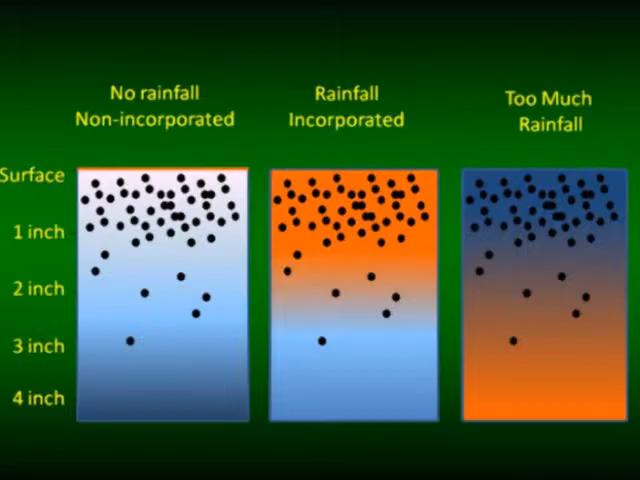 No rainfall
Non-incorporated
Rainfall
Incorporated
Too Much
Rainfall
Surface
1 inch
2 inch
3 inch
4 inch